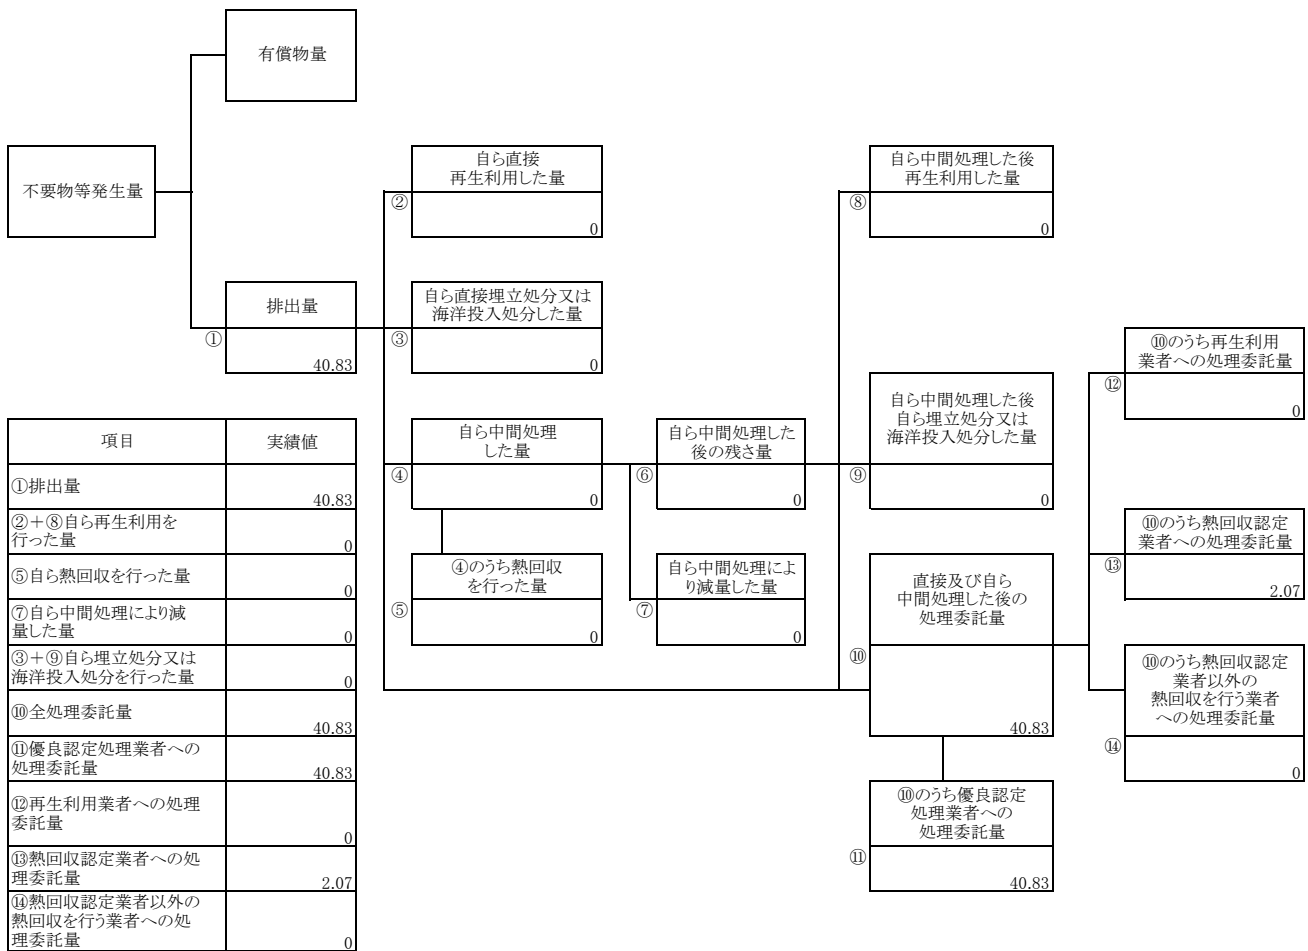 有償物量
不要物等発生量
自ら直接
再生利用した量
②
0
自ら中間処理した後
再生利用した量
⑧
0
排出量
①
40.83
自ら直接埋立処分又は
海洋投入処分した量
③
0
⑩のうち再生利用
業者への処理委託量
⑫
0
自ら中間処理
した量
④
0
自ら中間処理した
後の残さ量
⑥
0
自ら中間処理した後
自ら埋立処分又は
海洋投入処分した量
⑨
0
⑩のうち熱回収認定
業者への処理委託量
⑬
2.07
④のうち熱回収
を行った量
⑤
0
自ら中間処理によ
り減量した量
⑦
0
直接及び自ら
中間処理した後の
処理委託量
⑩
40.83
⑩のうち熱回収認定
業者以外の
熱回収を行う業者
への処理委託量
⑭
0
⑩のうち優良認定
処理業者への
処理委託量
⑪
40.83
項目 実績値
①排出量
40.83
②+⑧自ら再生利用を
行った量
0
⑤自ら熱回収を行った量
0
⑦自ら中間処理により減
量した量
0
③+⑨自ら埋立処分又は
海洋投入処分を行った量
0
⑩全処理委託量
40.83
⑪優良認定処理業者への
処理委託量
40.83
⑫再生利用業者への処理
委託量
0
⑬熱回収認定業者への処
理委託量
2.07
⑭熱回収認定業者以外の
熱回収を行う業者への処
理委託量
0